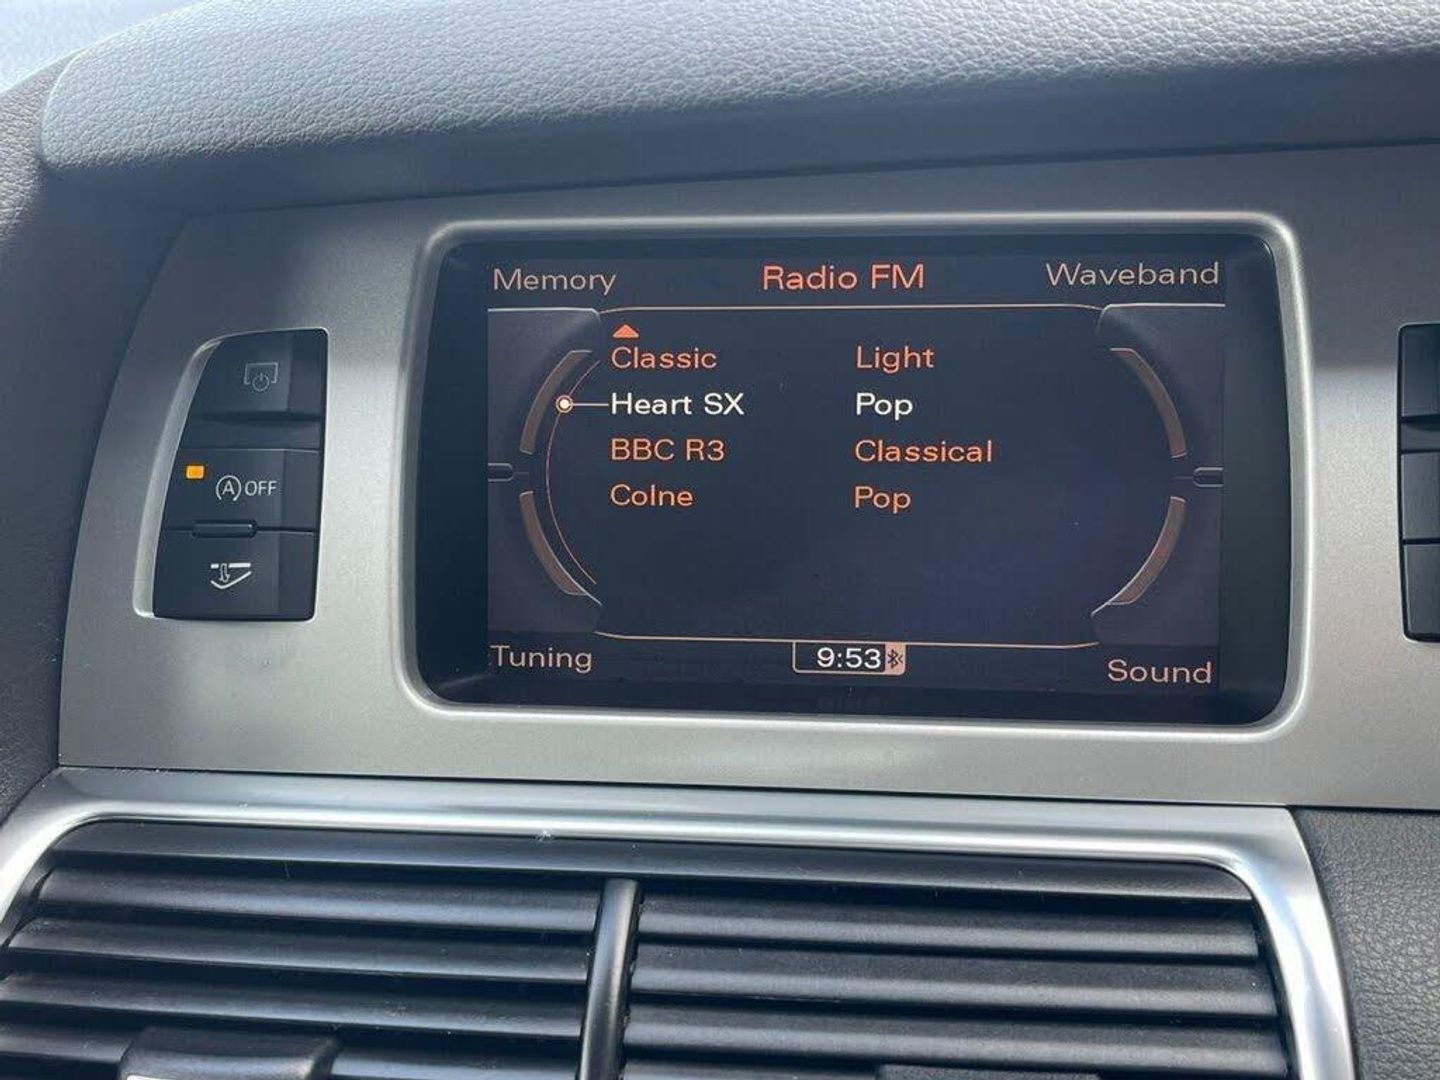 Memory Radio FM Waveband
Classic Light
Heart SX Pop
A OFF BBC R3 Classical
Colne Pop
Tuning 9:53 Sound